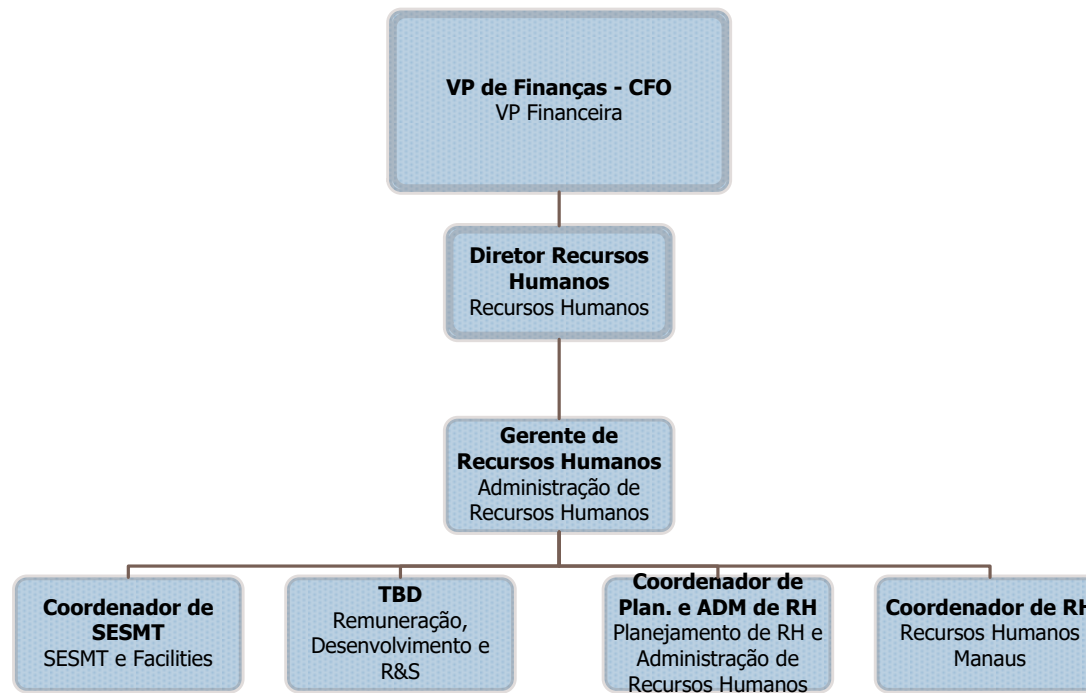 VP de Finanças - CFO
VP Financeira
Diretor Recursos
Humanos
Recursos Humanos
Gerente de
Recursos Humanos
Administração de
Recursos Humanos
Coordenador de
SESMT
SESMT e Facilities
TBD
Remuneração,
Desenvolvimento e
R&S
Coordenador de
Plan. e ADM de RH
Planejamento de RH e
Administração de
Recursos Humanos
Coordenador de RH
Recursos Humanos
Manaus